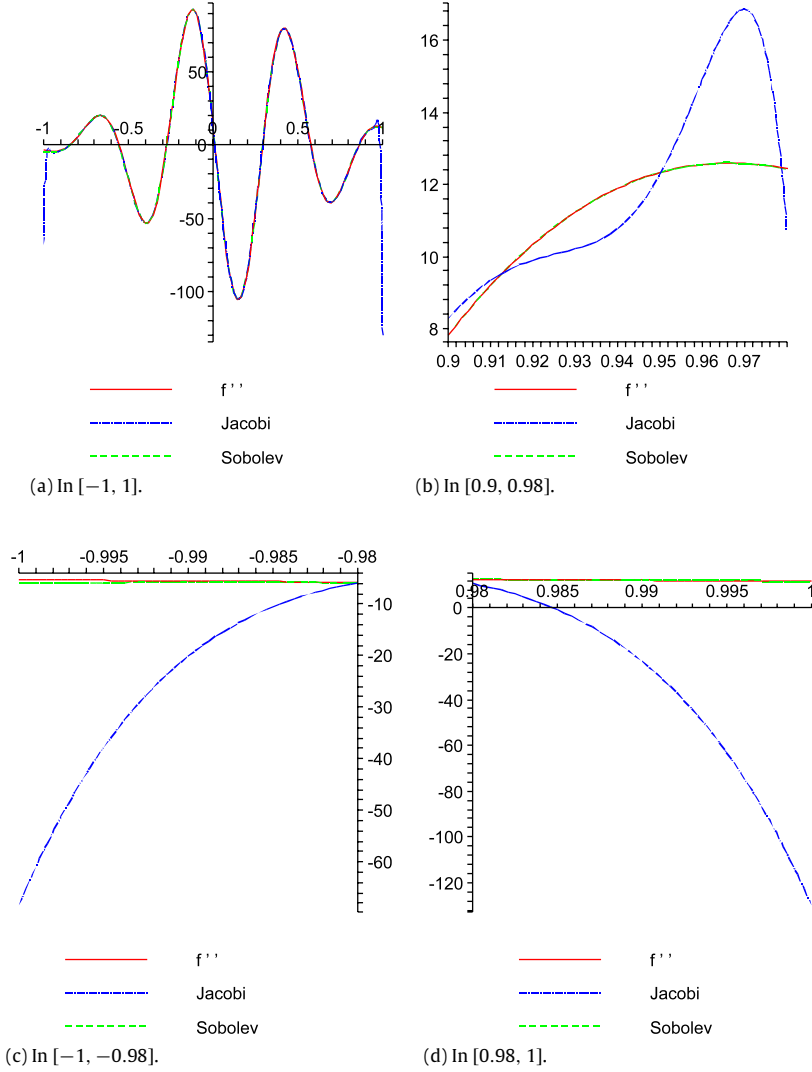 50
-1
-0.5
0
0.5
1
0
-50
-100
f ' '
Jacobi
Sobolev
(a) In [−1, 1].
16
14
12
10
8
0.9 0.91 0.92 0.93 0.94 0.95 0.96 0.97
f ' '
Jacobi
Sobolev
(b) In [0.9, 0.98].
-1 -0.995 -0.99 -0.985 -0.98
-10
-20
-30
-40
-50
-60
f ' '
Jacobi
Sobolev
(c) In [−1, −0.98].
0.98 0.985 0.99 0.995 1
0
-20
-40
-60
-80
-100
-120
f ' '
Jacobi
Sobolev
(d) In [0.98, 1].